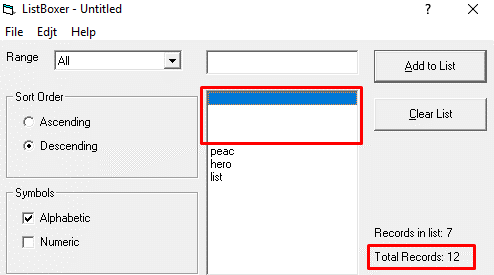 ListBoxer - Untitled
File Edjt Help
Range All Add to List
Sort Order
Clear List
Ascending
Descending
peac
hero
list
Symbols
Alphabetic
Numeric
Records in list: 7
Total Records: 12